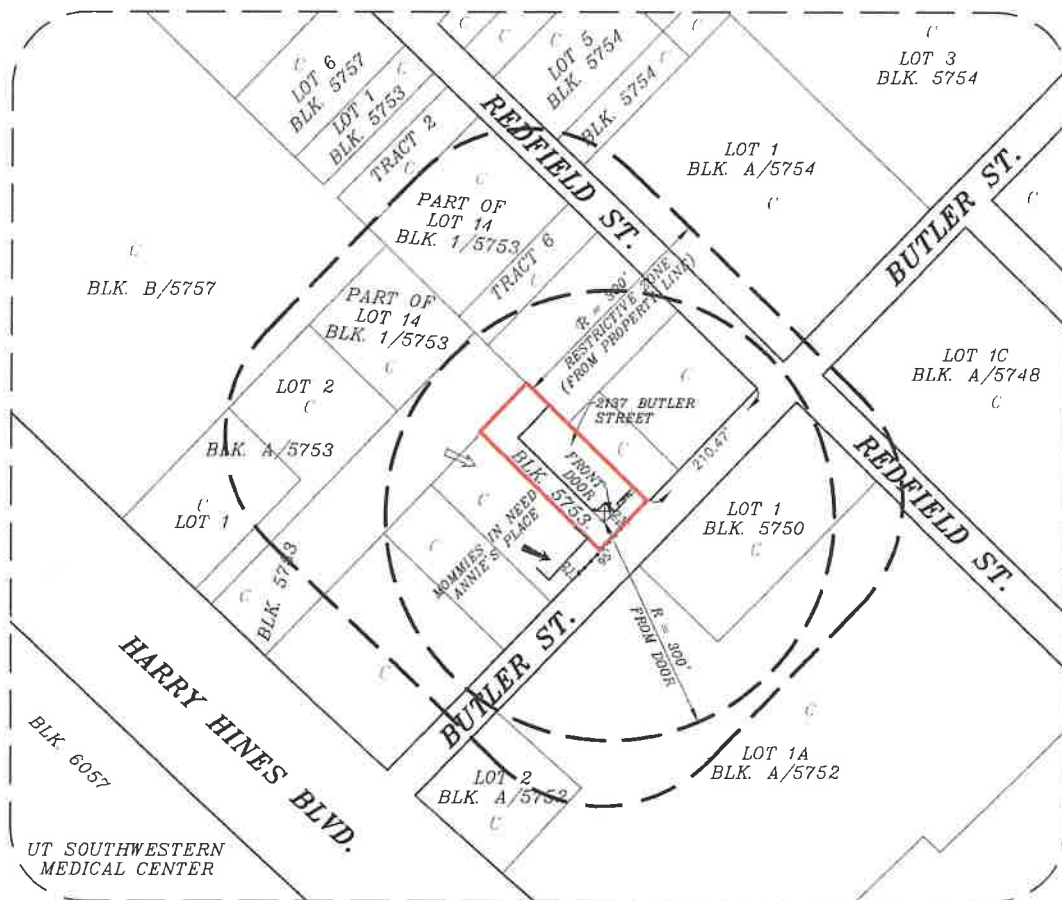 LOT 6
BLK. 5757
LOT 1
BLK. 5753
TRACT 2
LOT 5
BLK. 5754
BLK. 5754
LOT 3
BLK. 5754
REDFIELD ST.
LOT 1
BLK. A/5754
C
BUTLER ST.
PART OF
LOT 14
BLK. 1/5753
TRACT 6
C
BLK. B/5757
PART OF
LOT 14
BLK. 1/5753
C
R = 300'
RESTRICTIVE ZONE
(FROM PROPERTY LINE)
LOT 1C
BLK. A/5748
C
LOT 2
C
BLK. A/5753
C
LOT 1
2137 BUTLER
STREET
C
BLK. 5753
FRONT
DOOR
210.47'
MOMMIES IN NEED
ANNIE'S PLACE
LOT 1
BLK. 5750
C
REDFIELD ST.
BLK. 5753
C
R = 300'
FROM DOOR
BUTLER ST.
HARRY HINES BLVD.
BLK. 6057
C
LOT 1A
BLK. A/5752
LOT 2
BLK. A/5752
C
UT SOUTHWESTERN
MEDICAL CENTER